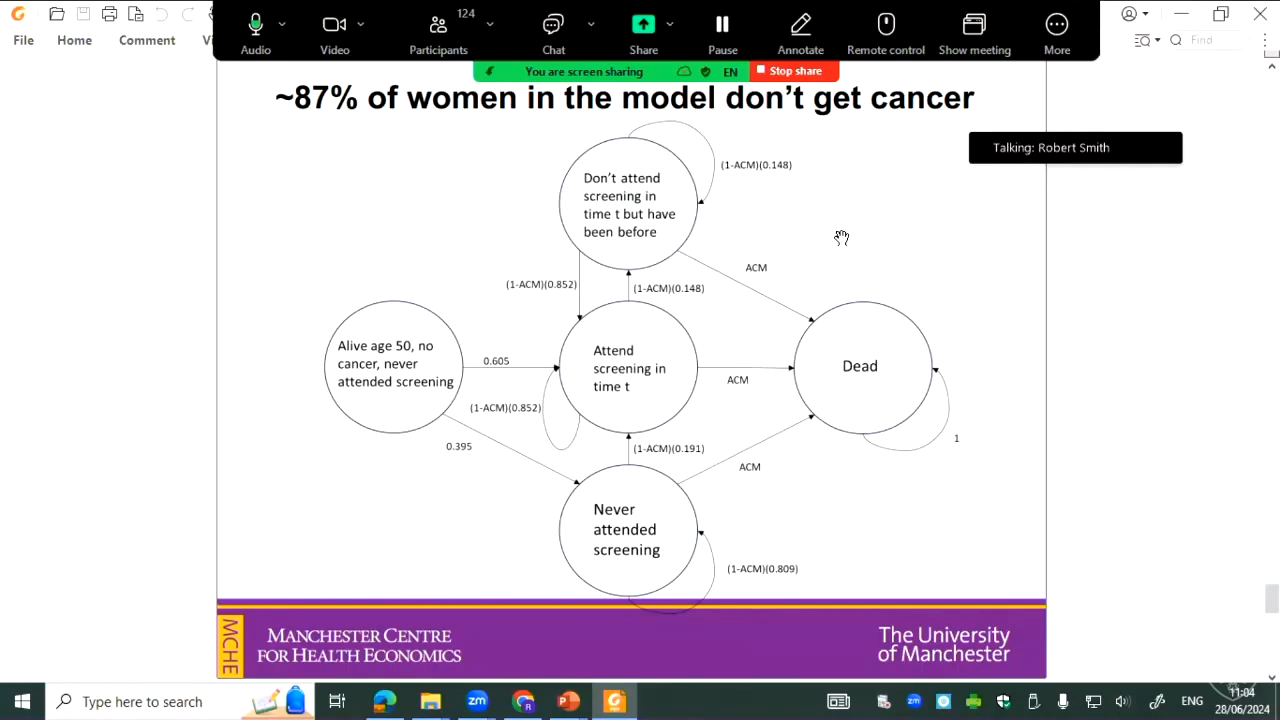 124
Audio
Video
Participants
Chat
Share
Pause
Annotate
Remote control
Show meeting
More
File
Home
Comment
Find
You are screen sharing
EN
Stop share
~87% of women in the model don't get cancer
Talking: Robert Smith
(1-ACM)(0.148)
Don't attend
screening in
time t but have
been before
ACM
(1-ACM)(0.852)
(1-ACM)(0.148)
Alive age 50, no
cancer, never
attended screening
0.605
Attend
screening in
time t
ACM
Dead
(1-ACM)(0.852)
0.395
(1-ACM)(0.191)
ACM
1
Never
attended
screening
(1-ACM)(0.809)
MCHE
MANCHESTER CENTRE
FOR HEALTH ECONOMICS
The University
of Manchester
Type here to search
zm
R
P
zm
ENG
11:04
28/06/2024